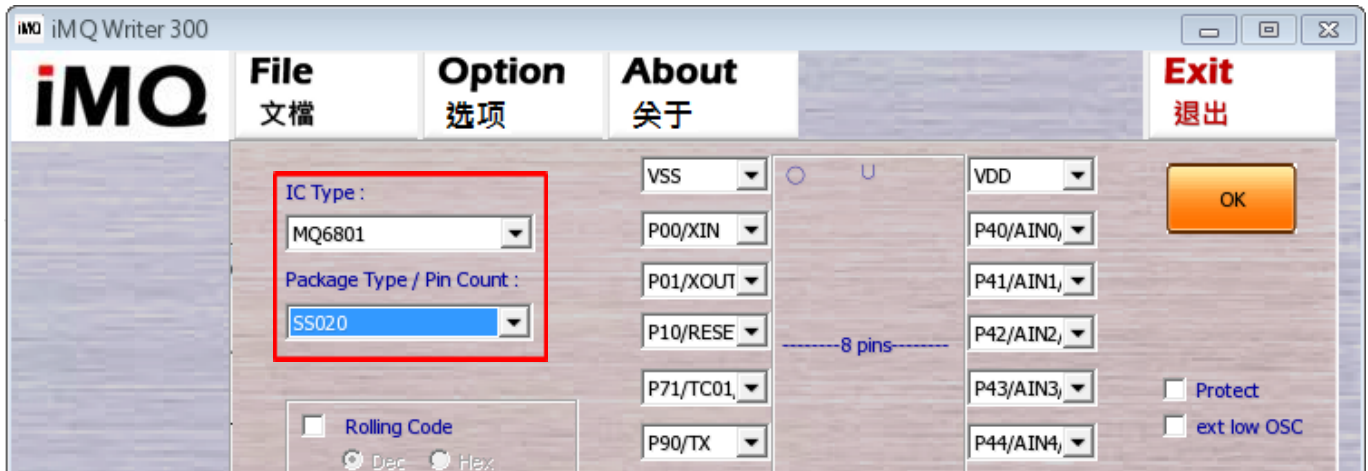 iMQ iMQ Writer 300
iMQ
File
文檔
Option
选项
About
关于
Exit
退出
IC Type :
MQ6801
Package Type / Pin Count :
SSO20
Rolling Code
Dec
Hex
VSS
P00/XIN
P01/XOUT
P10/RESE
P71/TC01,
P90/TX
U
--------8 pins--------
VDD
P40/AIN0,
P41/AIN1,
P42/AIN2,
P43/AIN3,
P44/AIN4,
OK
Protect
ext low OSC